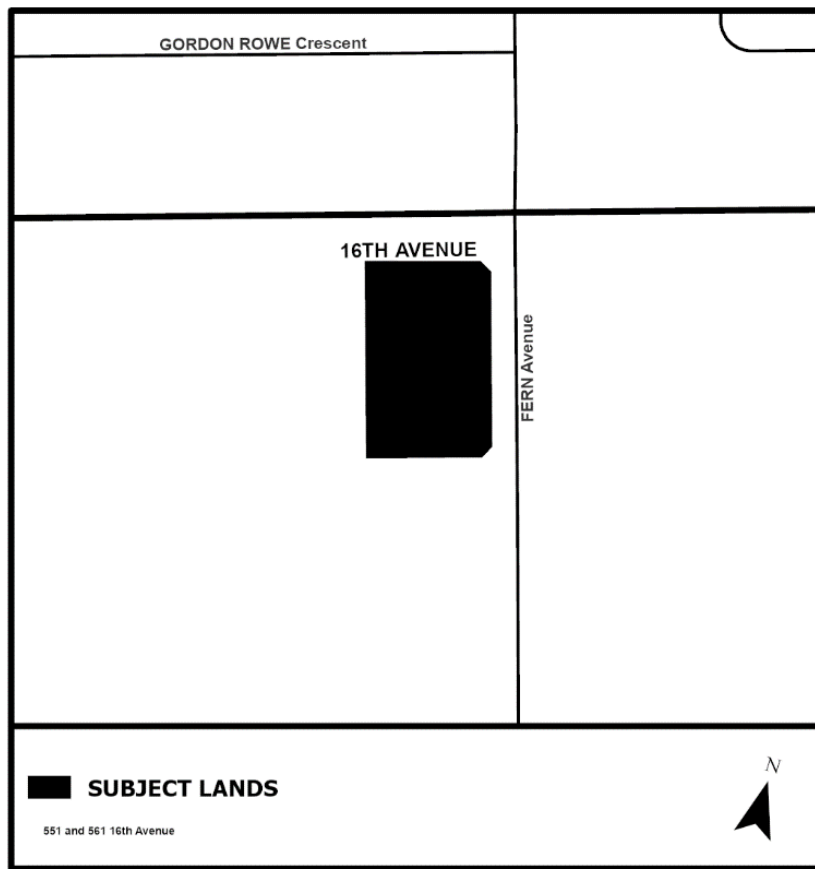 GORDON ROWE Crescent
16TH AVENUE
FERN Avenue
N
SUBJECT LANDS
551 and 561 16th Avenue